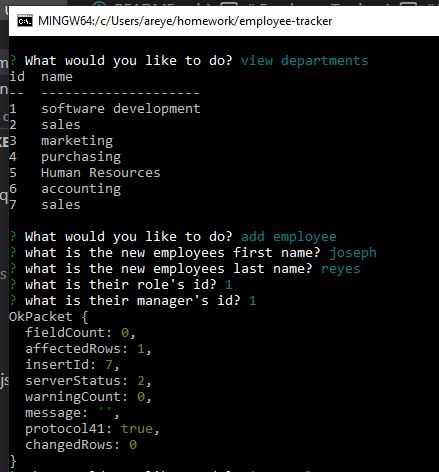 MINGW64:/c/Users/areye/homework/employee-tracker
? What would you like to do? view departments
id  name
--  --------------------
1   software development
2   sales
3   marketing
4   purchasing
5   Human Resources
6   accounting
7   sales
? What would you like to do? add employee
? what is the new employees first name? joseph
? what is the new employees last name? reyes
? what is their role's id? 1
? what is their manager's id? 1
OkPacket {
  fieldCount: 0,
  affectedRows: 1,
  insertId: 7,
  serverStatus: 2,
  warningCount: 0,
  message: '',
  protocol41: true,
  changedRows: 0
}